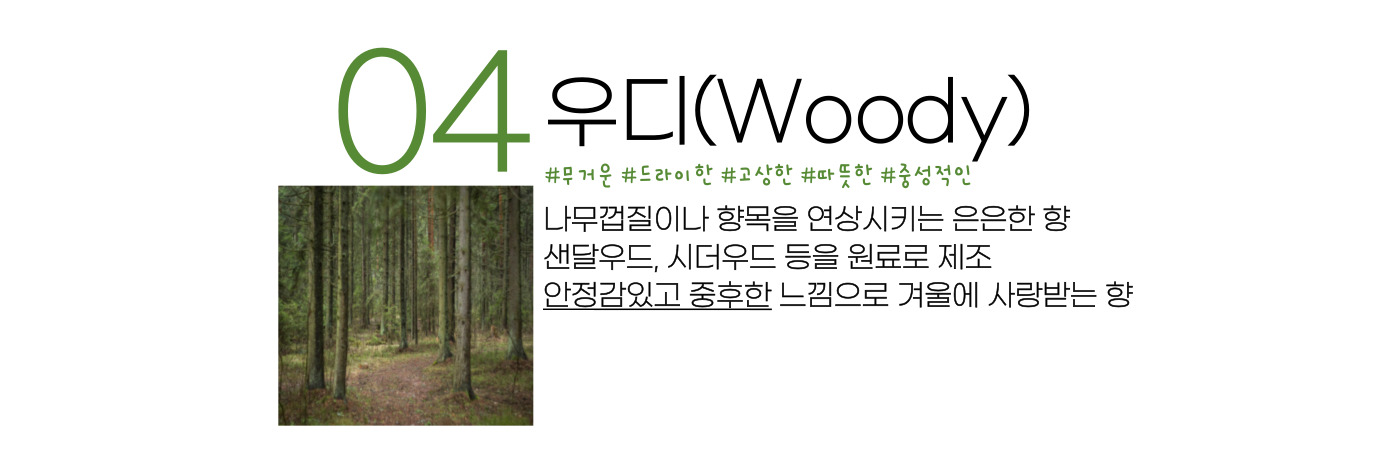 04
우디(Woody)
#무거운 #드라이한 #고상한 #따뜻한 #중성적인
나무껍질이나 향목을 연상시키는 은은한 향
샌달우드, 시더우드 등을 원료로 제조
안정감있고 중후한 느낌으로 겨울에 사랑받는 향